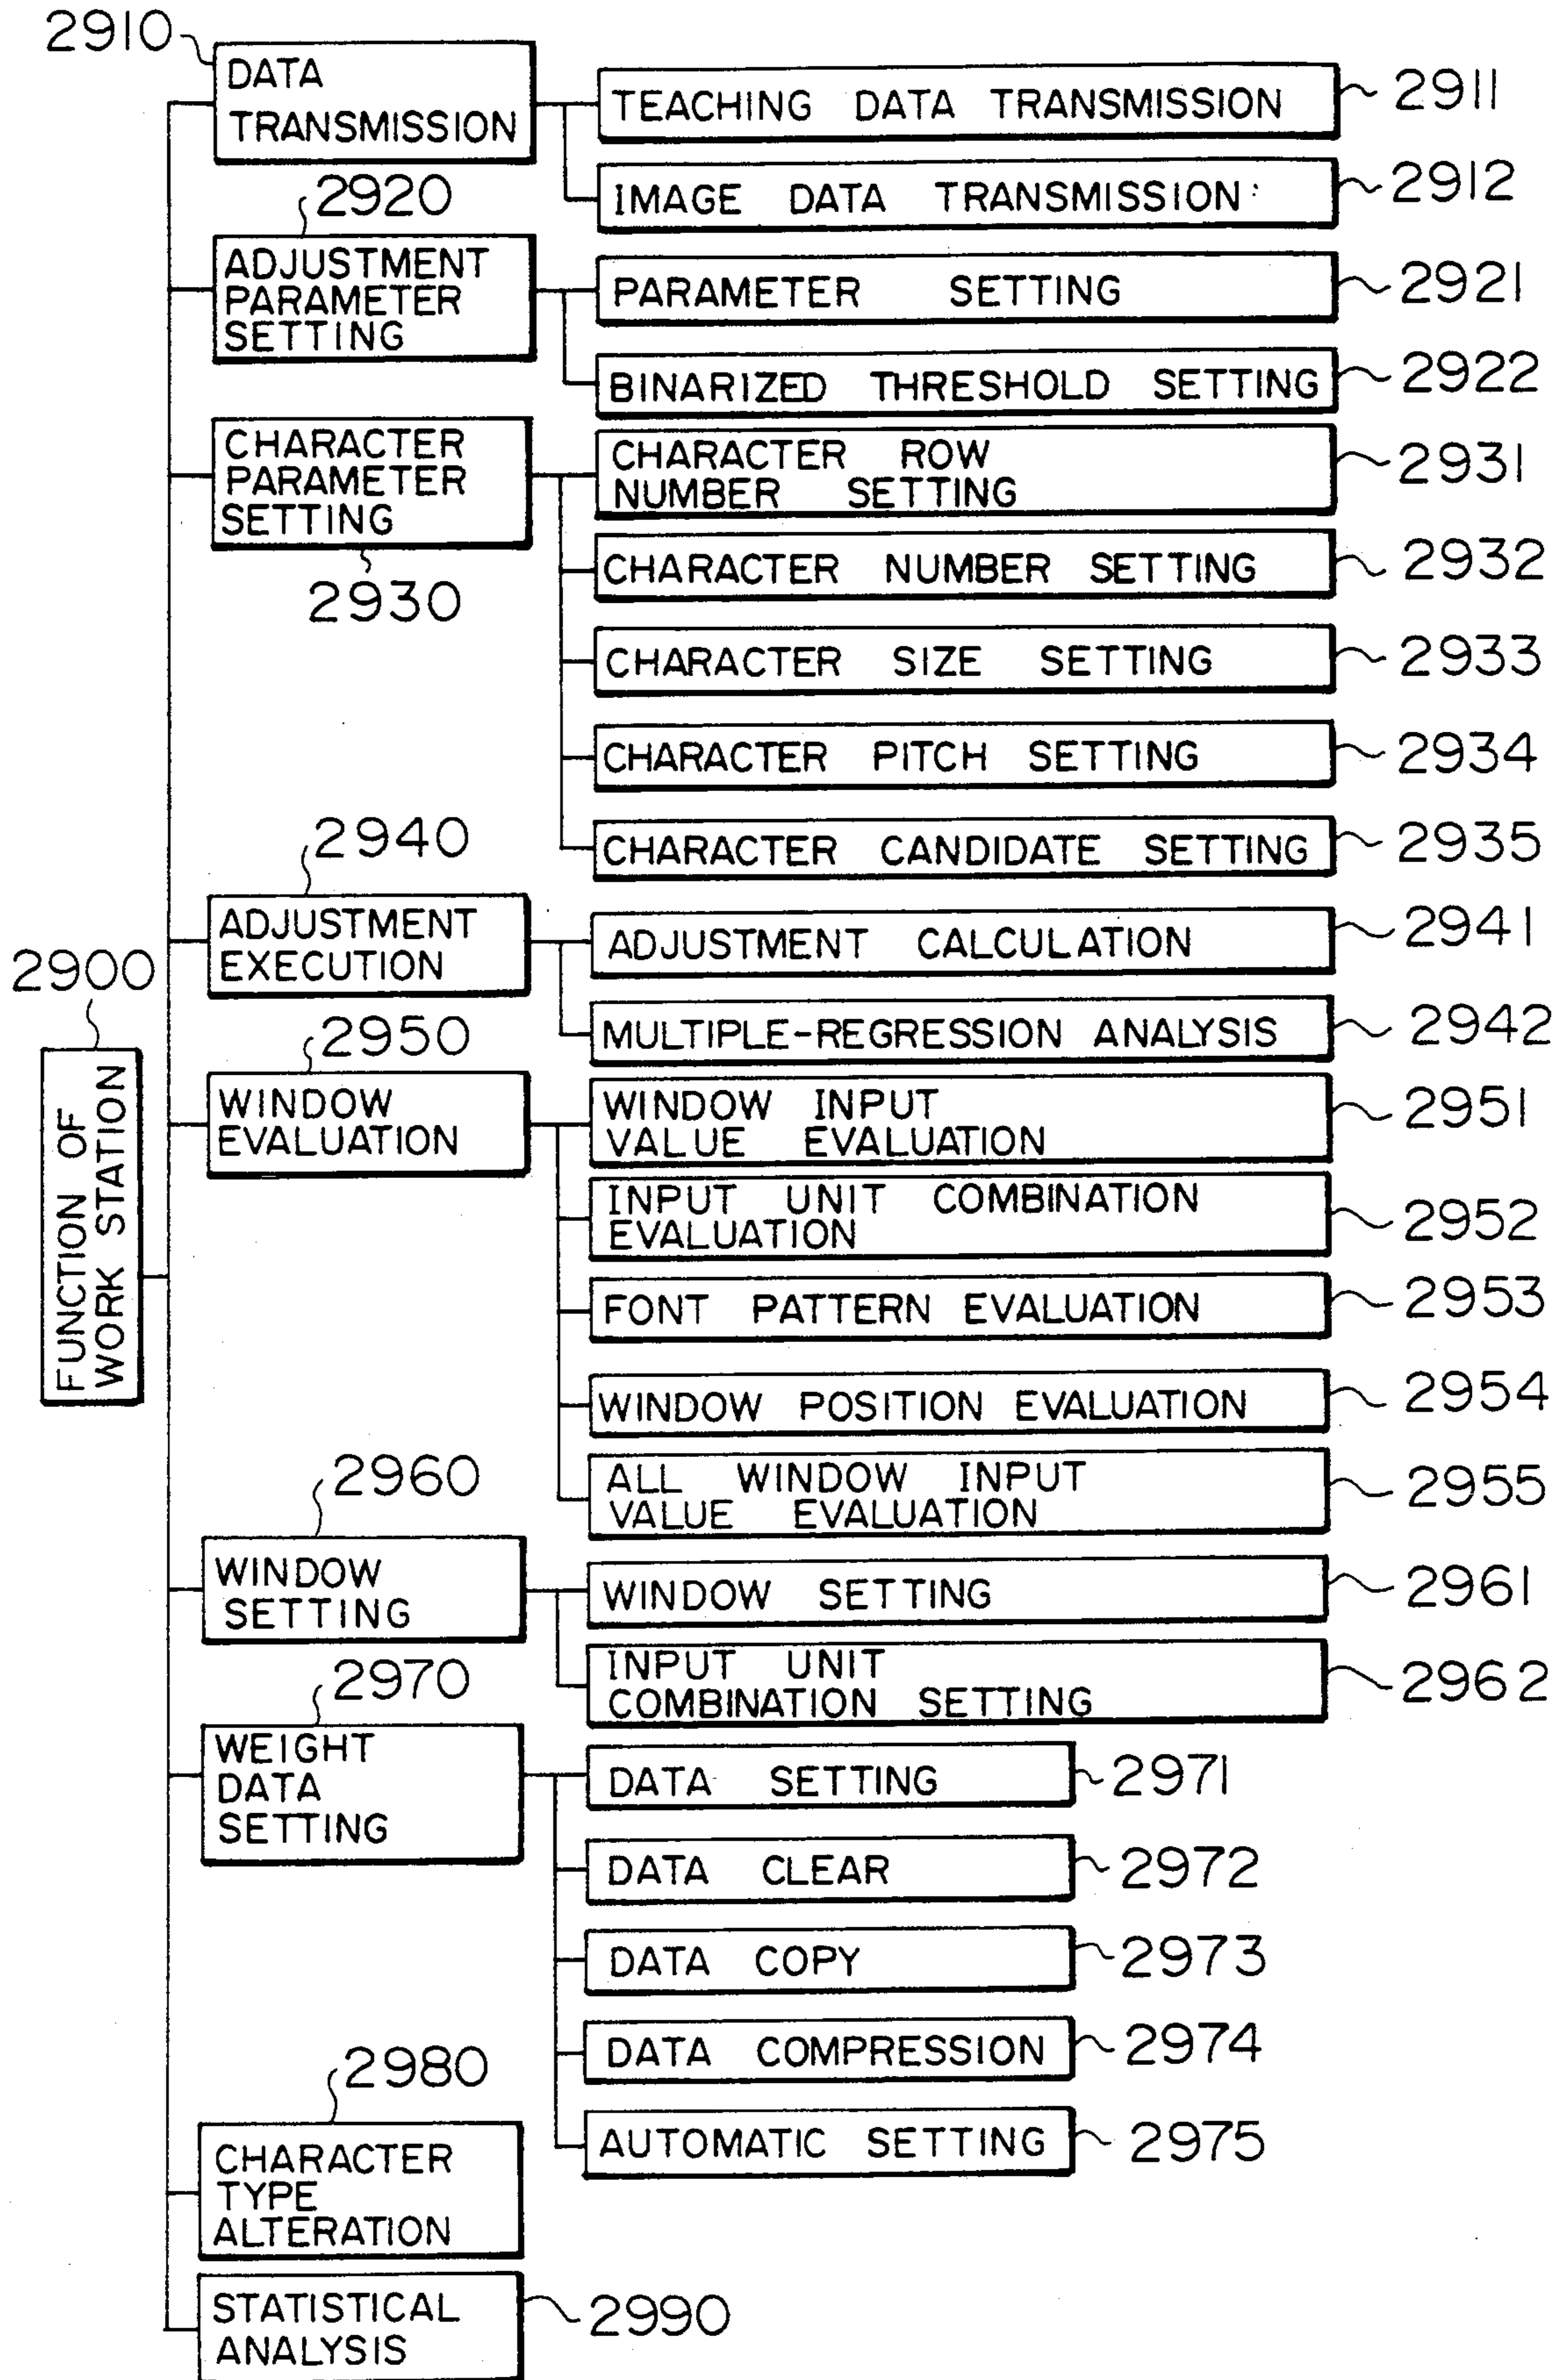 2910
DATA
TRANSMISSION
TEACHING DATA TRANSMISSION
2911
IMAGE DATA TRANSMISSION
2912
2920
ADJUSTMENT
PARAMETER
SETTING
PARAMETER SETTING
2921
BINARIZED THRESHOLD SETTING
2922
CHARACTER
PARAMETER
SETTING
2930
CHARACTER ROW
NUMBER SETTING
2931
CHARACTER NUMBER SETTING
2932
CHARACTER SIZE SETTING
2933
CHARACTER PITCH SETTING
2934
CHARACTER CANDIDATE SETTING
2935
2940
ADJUSTMENT
EXECUTION
ADJUSTMENT CALCULATION
2941
MULTIPLE-REGRESSION ANALYSIS
2942
2900
FUNCTION OF
WORK STATION
2950
WINDOW
EVALUATION
WINDOW INPUT
VALUE EVALUATION
2951
INPUT UNIT COMBINATION
EVALUATION
2952
FONT PATTERN EVALUATION
2953
WINDOW POSITION EVALUATION
2954
ALL WINDOW INPUT
VALUE EVALUATION
2955
2960
WINDOW
SETTING
WINDOW SETTING
2961
INPUT UNIT
COMBINATION SETTING
2962
2970
WEIGHT
DATA
SETTING
DATA SETTING
2971
DATA CLEAR
2972
DATA COPY
2973
DATA COMPRESSION
2974
AUTOMATIC SETTING
2975
2980
CHARACTER
TYPE
ALTERATION
STATISTICAL
ANALYSIS
2990